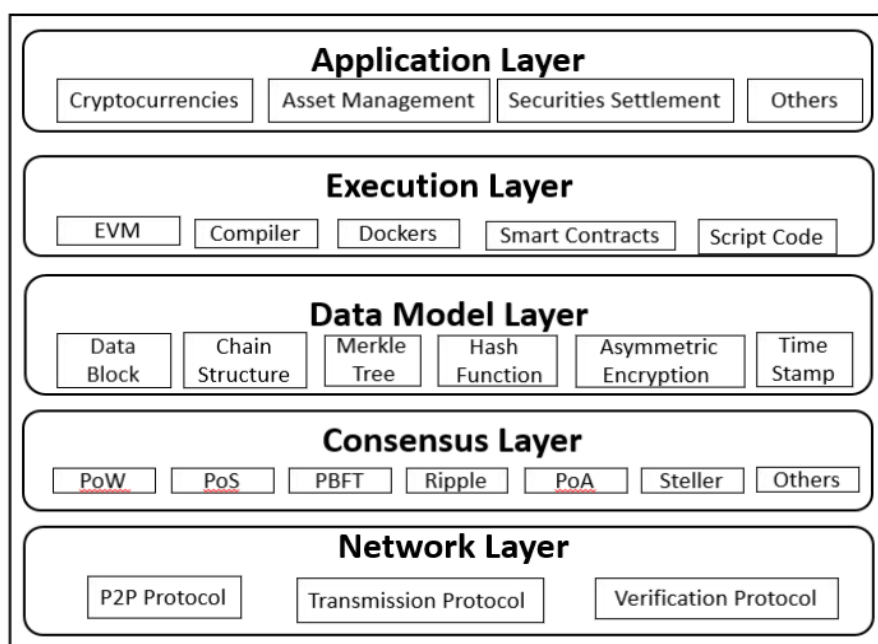 Application Layer
Cryptocurrencies Asset Management Securities Settlement Others
Execution Layer
EVM Compiler Dockers Smart Contracts Script Code
Data Model Layer
Data Block Chain Structure Merkle Tree Hash Function Asymmetric Encryption Time Stamp
Consensus Layer
PoW PoS PBFT Ripple PoA Steller Others
Network Layer
P2P Protocol Transmission Protocol Verification Protocol